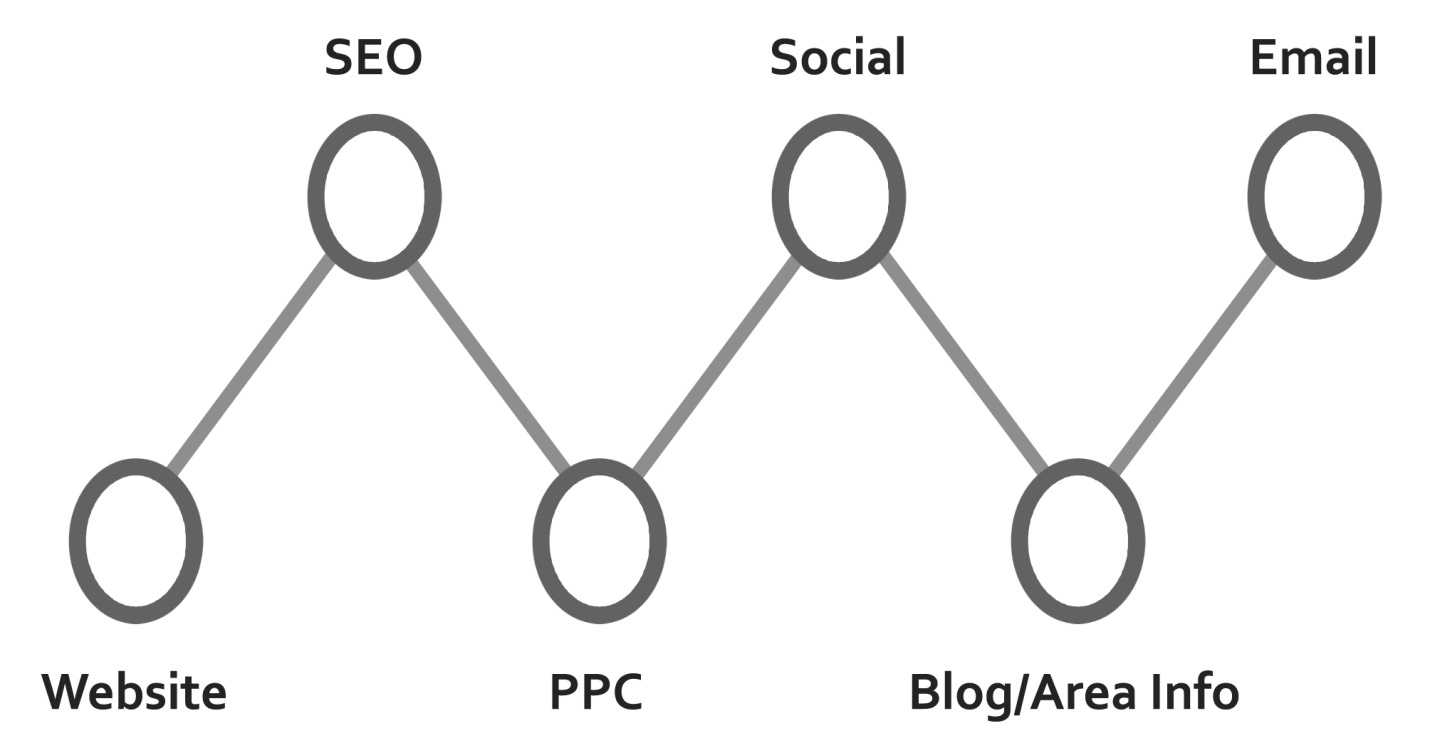 SEO
Social
Email
Website
PPC
Blog/Area Info